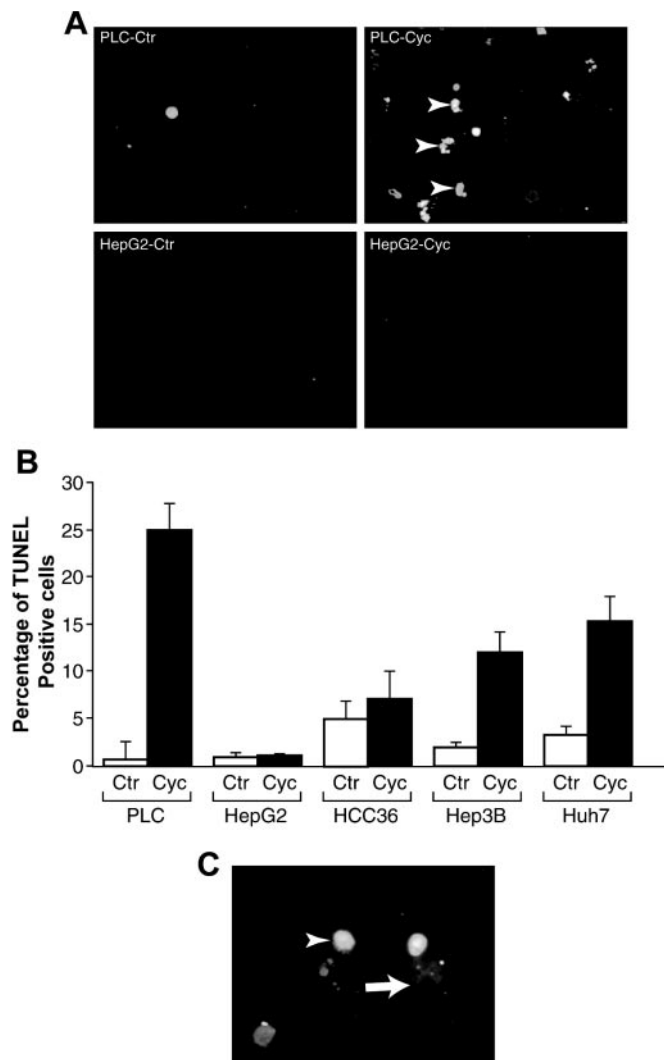 A
PLC-Ctr PLC-Cyc
HepG2-Ctr HepG2-Cyc
B
Percentage of TUNEL
Positive cells
30
25
20
15
10
5
0
Ctr Cyc Ctr Cyc Ctr Cyc Ctr Cyc Ctr Cyc
PLC HepG2 HCC36 Hep3B Huh7
C